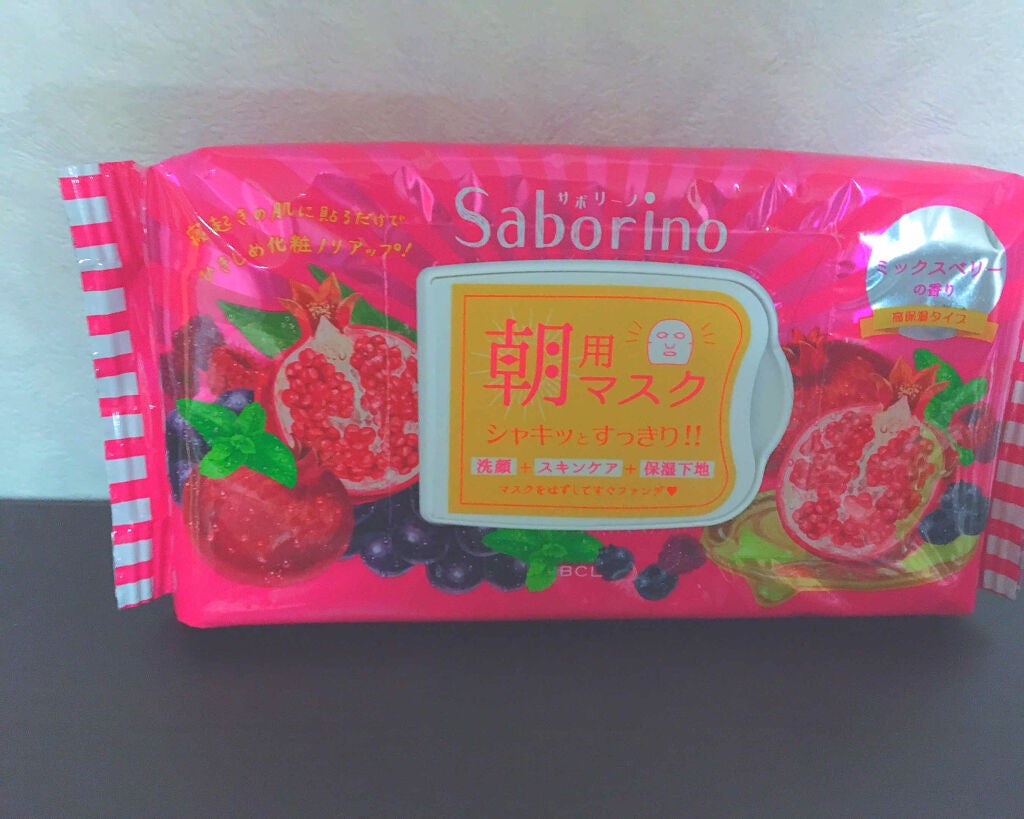 サボリーノ
Saborino
寝起きの肌に貼るだけで
ひきしめ化粧ノリアップ!
ミックスベリー
の香り
高保湿タイプ
朝用マスク
シャキッとすっきり!!
洗顔+スキンケア+保湿下地
マスクをはずしてすぐファンデ♥
BCL